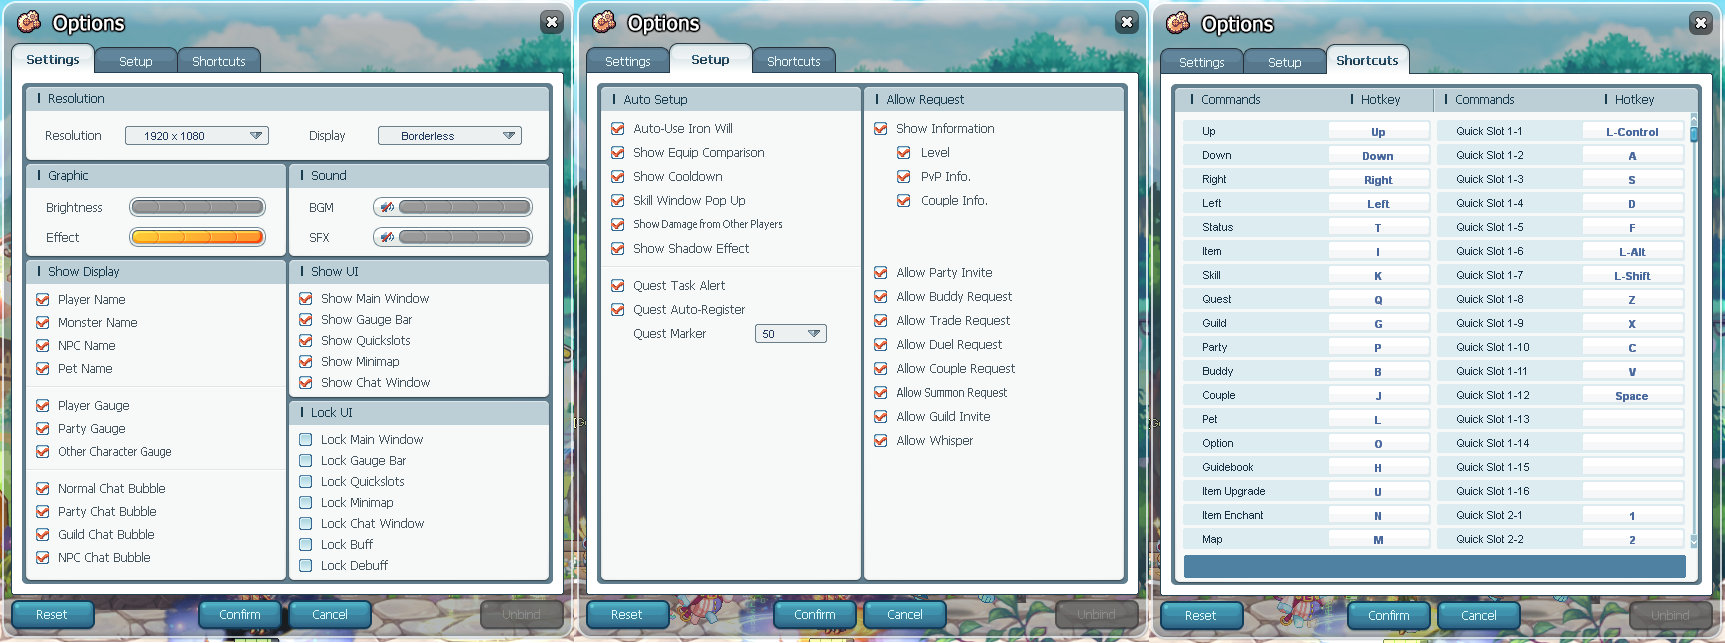 Options
Settings
Setup
Shortcuts
Resolution
Resolution 1920 x 1080 Display Borderless
Graphic
Brightness
Effect
Sound
BGM
SFX
Show Display
Player Name
Monster Name
NPC Name
Pet Name
Player Gauge
Party Gauge
Other Character Gauge
Normal Chat Bubble
Party Chat Bubble
Guild Chat Bubble
NPC Chat Bubble
Show UI
Show Main Window
Show Gauge Bar
Show Quickslots
Show Minimap
Show Chat Window
Lock UI
Lock Main Window
Lock Gauge Bar
Lock Quickslots
Lock Minimap
Lock Chat Window
Lock Buff
Lock Debuff
Reset
Confirm
Cancel
Unbind
Options
Settings
Setup
Shortcuts
Auto Setup
Auto-Use Iron Will
Show Equip Comparison
Show Cooldown
Skill Window Pop Up
Show Damage from Other Players
Show Shadow Effect
Quest Task Alert
Quest Auto-Register
Quest Marker 50
Allow Request
Show Information
Level
PvP Info.
Couple Info.
Allow Party Invite
Allow Buddy Request
Allow Trade Request
Allow Duel Request
Allow Couple Request
Allow Summon Request
Allow Guild Invite
Allow Whisper
Reset
Confirm
Cancel
Unbind
Options
Settings
Setup
Shortcuts
Commands Hotkey Commands Hotkey
Up Up Quick Slot 1-1 L-Control
Down Down Quick Slot 1-2 A
Right Right Quick Slot 1-3 S
Left Left Quick Slot 1-4 D
Status T Quick Slot 1-5 F
Item I Quick Slot 1-6 L-Alt
Skill K Quick Slot 1-7 L-Shift
Quest Q Quick Slot 1-8 Z
Guild G Quick Slot 1-9 X
Party P Quick Slot 1-10 C
Buddy B Quick Slot 1-11 V
Couple J Quick Slot 1-12 Space
Pet L Quick Slot 1-13
Option O Quick Slot 1-14
Guidebook H Quick Slot 1-15
Item Upgrade U Quick Slot 1-16
Item Enchant N Quick Slot 2-1 1
Map M Quick Slot 2-2 2
Reset
Confirm
Cancel
Unbind